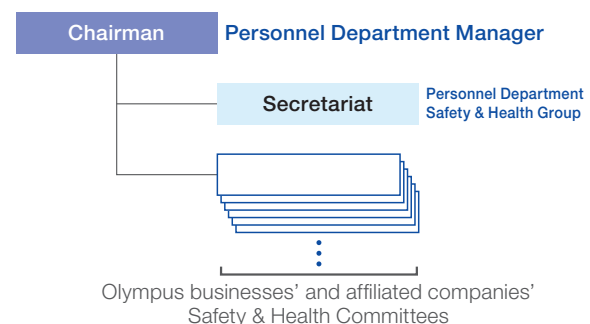 Chairman
Personnel Department Manager
Secretariat
Personnel Department
Safety & Health Group
Olympus businesses’ and affiliated companies’
Safety & Health Committees